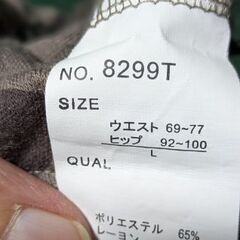 NO. 8299T
SIZE
ウエスト 69~77
ヒップ 92~100
L
QUAL
ポリエステル 65%
レーヨン